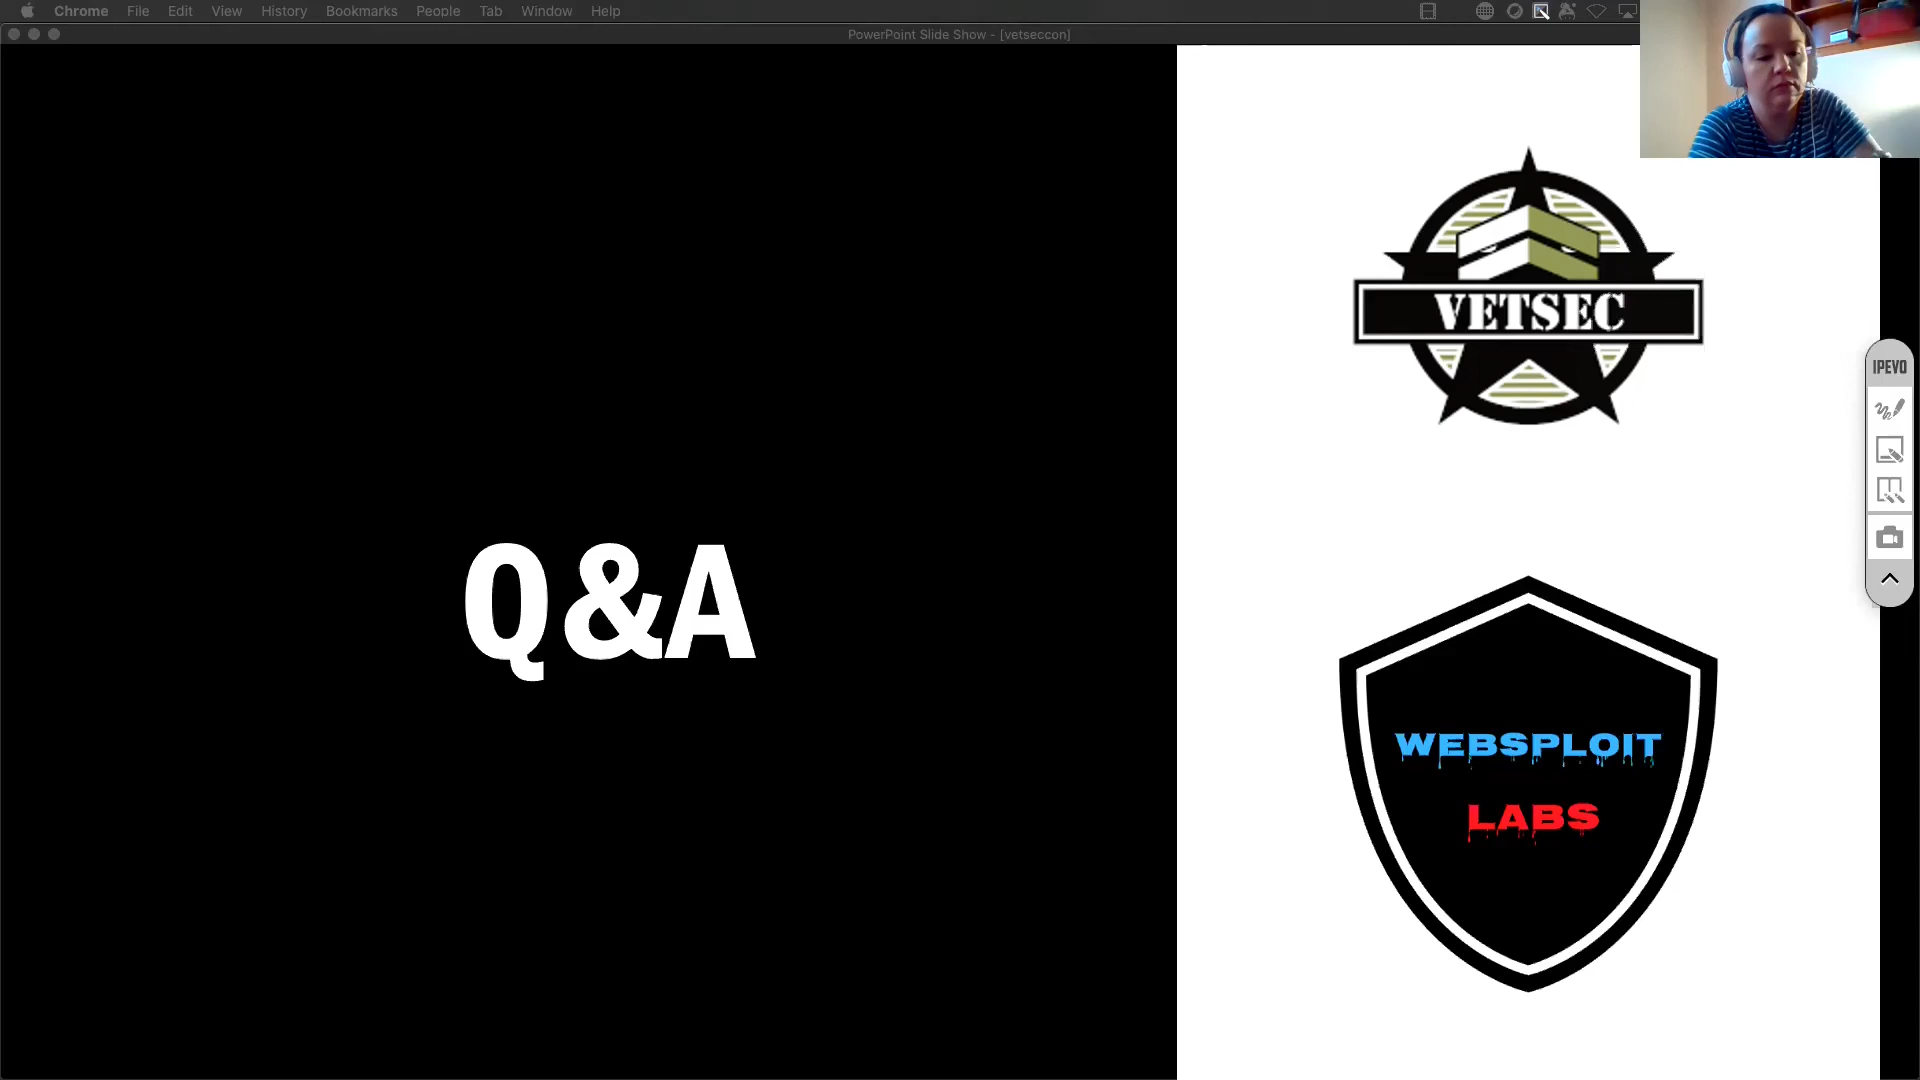 Chrome File Edit View History Bookmarks People Tab Window Help
PowerPoint Slide Show - [vetseccon]
VETSEC
IPEVO
Q&A
WEBSPLOIT
LABS